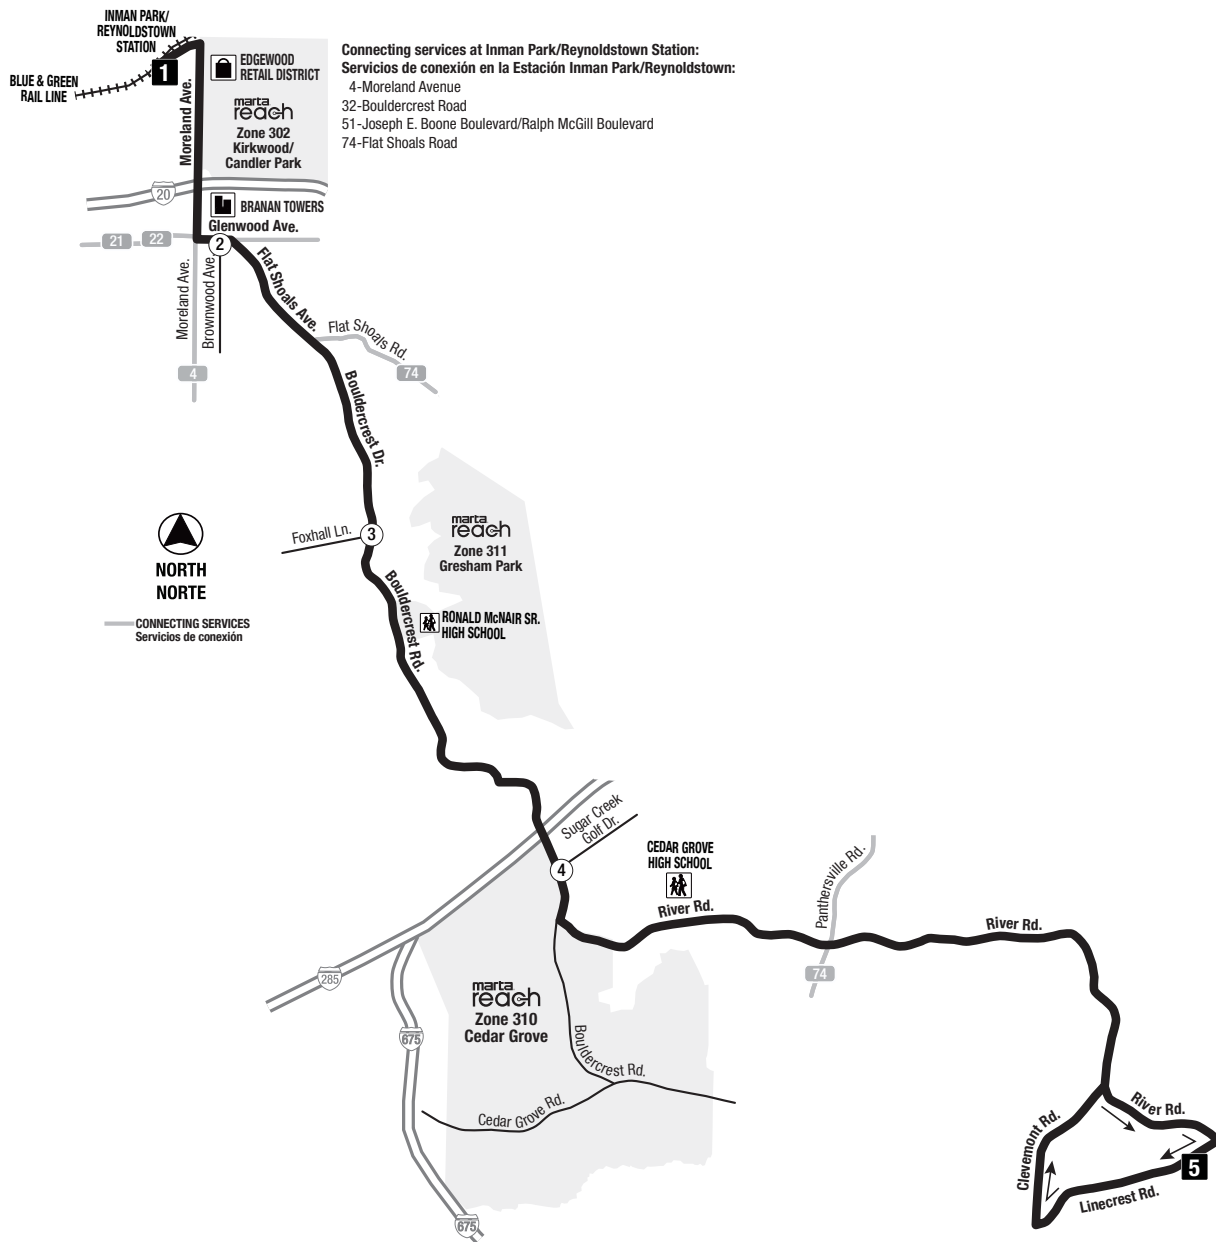 INMAN PARK/
REYNOLDSTOWN
STATION
BLUE & GREEN
RAIL LINE
1
Moreland Ave.
EDGEWOOD
RETAIL DISTRICT
marta
reach
Zone 302
Kirkwood/
Candler Park
Connecting services at Inman Park/Reynoldstown Station:
Servicios de conexión en la Estación Inman Park/Reynoldstown:
4-Moreland Avenue
32-Bouldercrest Road
51-Joseph E. Boone Boulevard/Ralph McGill Boulevard
74-Flat Shoals Road
20
BRANAN TOWERS
Glenwood Ave.
21
22
2
Moreland Ave.
Brownwood Ave.
Flat Shoals Ave.
Flat Shoals Rd.
4
74
Bouldercrest Dr.
Foxhall Ln.
3
marta
reach
Zone 311
Gresham Park
NORTH
NORTE
CONNECTING SERVICES
Servicios de conexión
Bouldercrest Rd.
RONALD McNAIR SR.
HIGH SCHOOL
Sugar Creek
Golf Dr.
4
CEDAR GROVE
HIGH SCHOOL
River Rd.
Panthersville Rd.
River Rd.
74
285
marta
reach
Zone 310
Cedar Grove
675
Bouldercrest Rd.
Cedar Grove Rd.
675
Clevemont Rd.
River Rd.
5
Linecrest Rd.